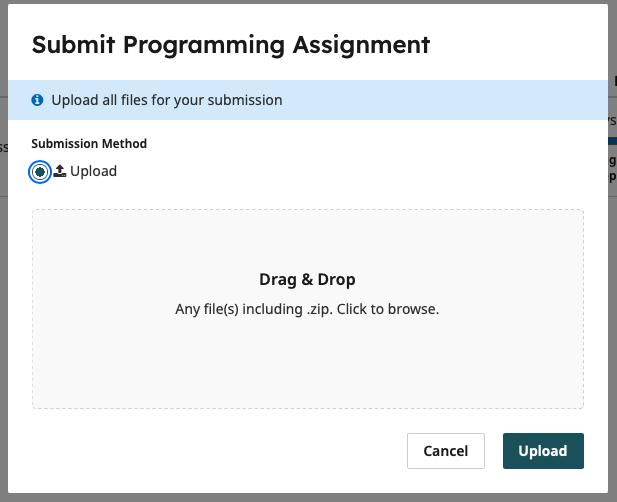 Submit Programming Assignment
Upload all files for your submission
Submission Method
Upload
Drag & Drop
Any file(s) including .zip. Click to browse.
Cancel
Upload